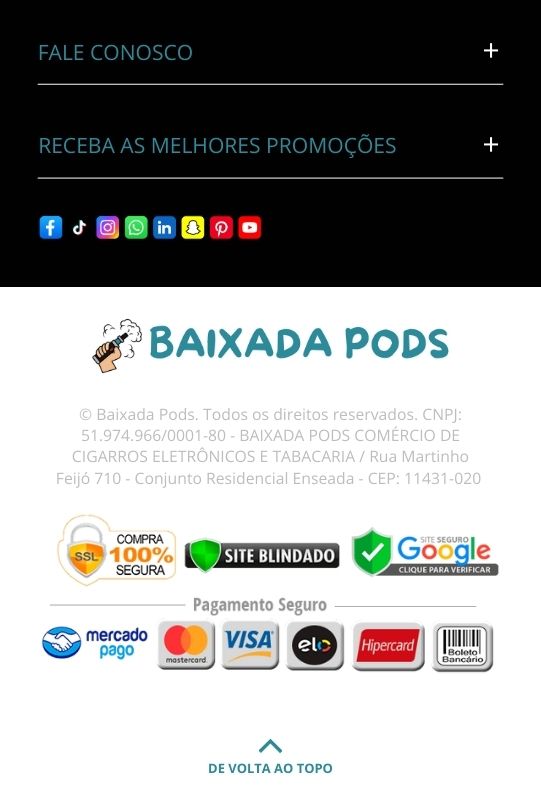 FALE CONOSCO
RECEBA AS MELHORES PROMOÇÕES
BAIXADA PODS
© Baixada Pods. Todos os direitos reservados. CNPJ:
51.974.966/0001-80 - BAIXADA PODS COMÉRCIO DE
CIGARROS ELETRÔNICOS E TABACARIA / Rua Martinho
Feijó 710 - Conjunto Residencial Enseada - CEP: 11431-020
SSL
COMPRA
100%
SEGURA
SITE BLINDADO
SITE SEGURO
Google
CLIQUE PARA VERIFICAR
Pagamento Seguro
mercado
pago
mastercard
VISA
elo
Hipercard
Boleto
Bancário
DE VOLTA AO TOPO